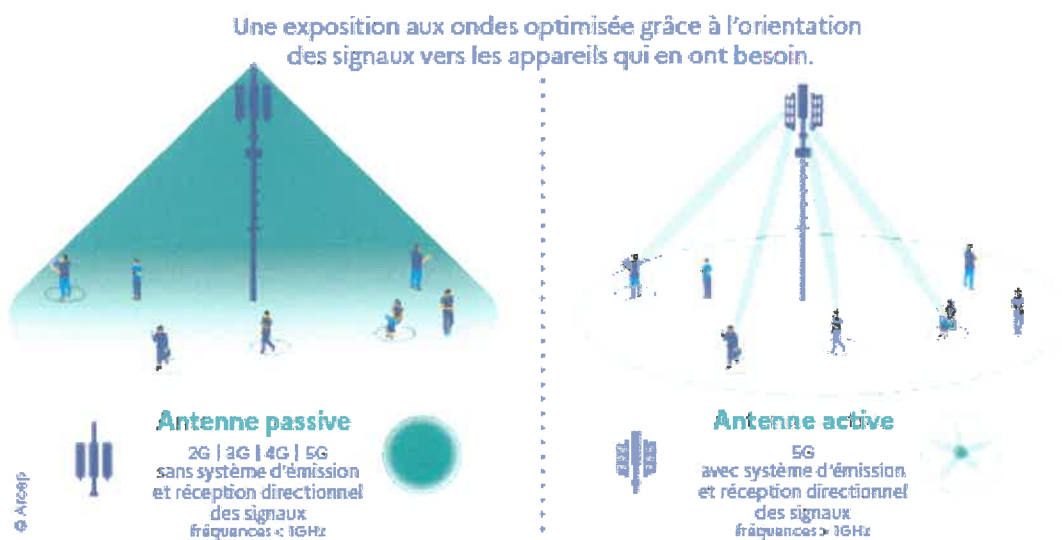 Une exposition aux ondes optimisée grâce à l'orientation
des signaux vers les appareils qui en ont besoin.
Antenne passive
2G | 3G | 4G | 5G
sans système d'émission
et réception directionnel
des signaux
fréquences < 1GHz
Antenne active
5G
avec système d'émission
et réception directionnel
des signaux
fréquences > 1GHz
© Arcep